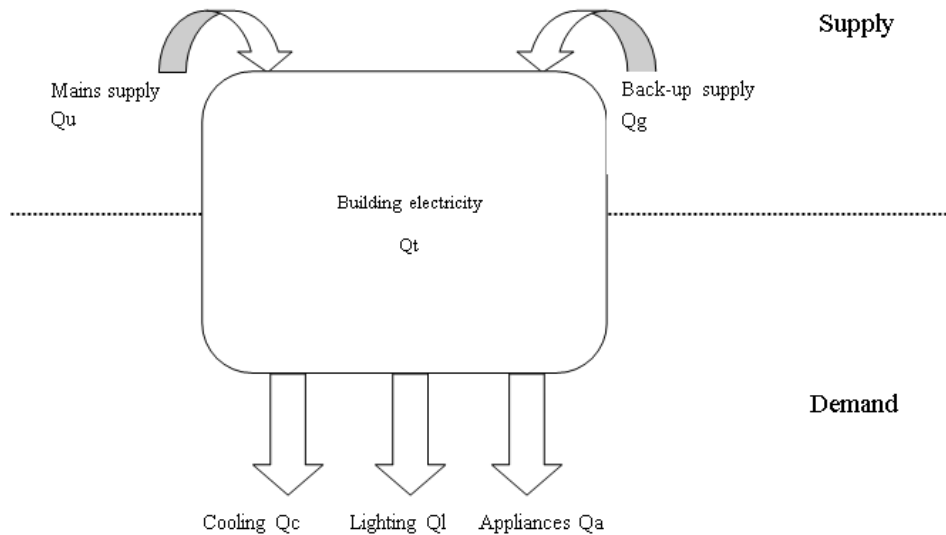 Supply
Mains supply
Qu
Back-up supply
Qg
Building electricity
Qt
Demand
Cooling Qc
Lighting Ql
Appliances Qa